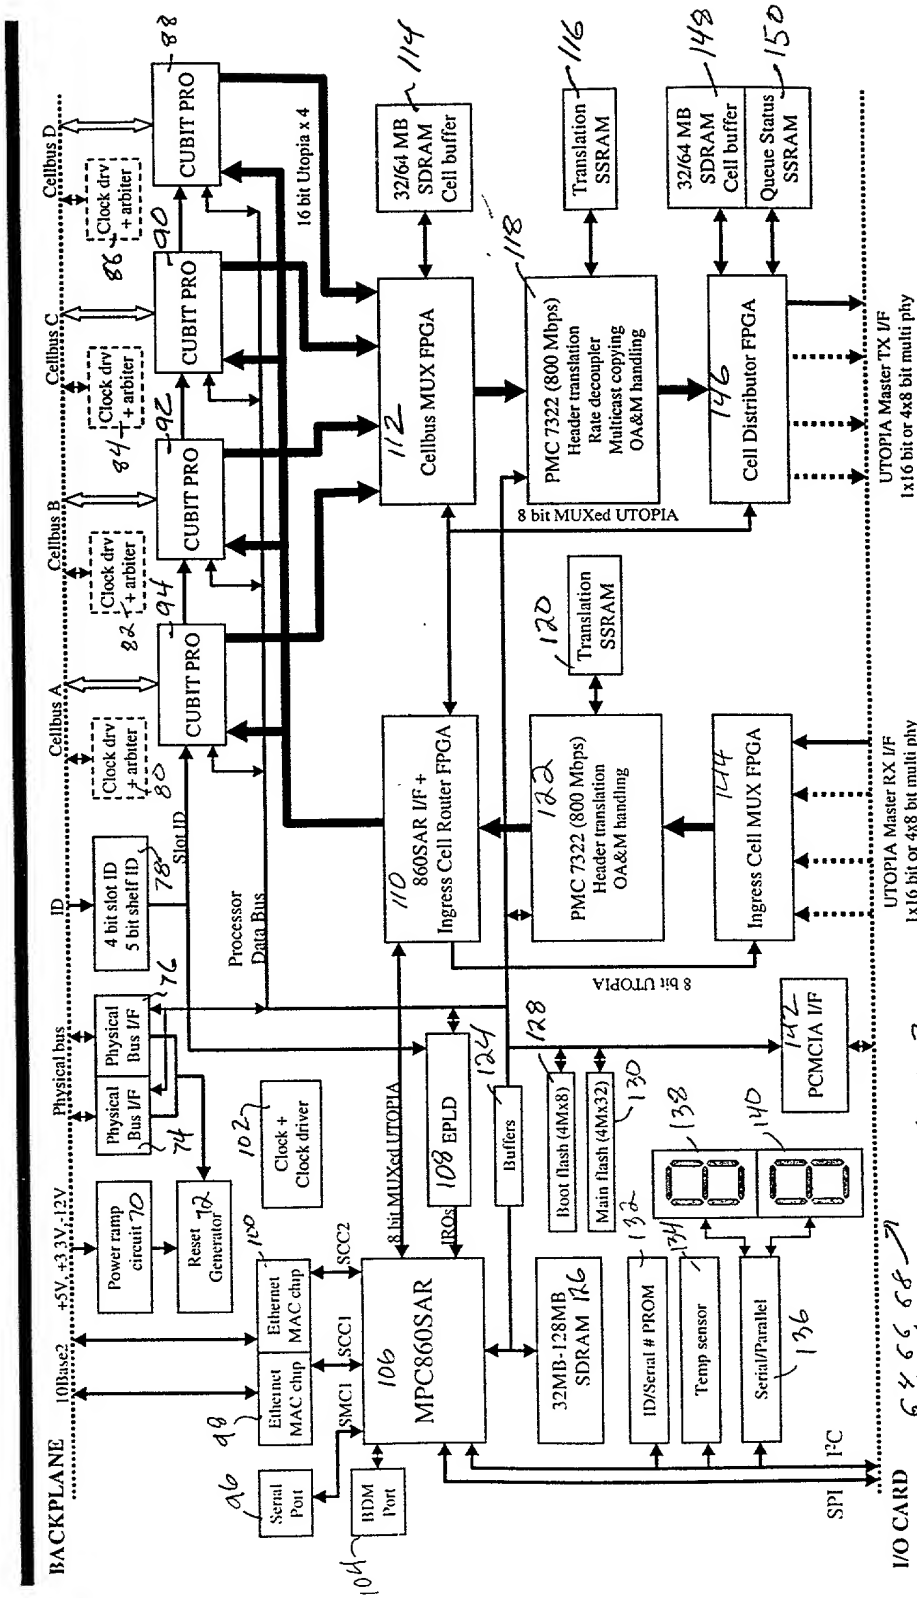 BACKPLANE
10Base2
+5V, +3.3V, -12V
Physical bus
ID
Cellbus A
Cellbus B
Cellbus C
Cellbus D
Power ramp
circuit 70
Reset 72
Generator
Physical
Bus I/F
74
Physical
Bus I/F
76
4 bit slot ID
5 bit shelf ID
78
Slot ID
Clock drv
+ arbiter
80
Clock drv
+ arbiter
82
Clock drv
+ arbiter
84
Clock drv
+ arbiter
86
CUBIT PRO
94
CUBIT PRO
92
CUBIT PRO
90
CUBIT PRO
88
Serial
Port
96
Ethernet
MAC chip
98
Ethernet
MAC chip
100
Clock +
Clock driver
102
Processor
Data Bus
16 bit Utopia x 4
BDM
Port
104
SMC1
SCC1
SCC2
106
MPC860SAR
8 bit MUXed UTOPIA
IRQs
108 EPLD
110
860SAR I/F +
Ingress Cell Router FPGA
112
Cellbus MUX FPGA
32/64 MB
SDRAM
Cell buffer
114
Buffers
124
8 bit UTOPIA
122
PMC 7322 (800 Mbps)
Header translation
OA&M handling
Translation
SSRAM
120
8 bit MUXed UTOPIA
118
PMC 7322 (800 Mbps)
Header translation
Rate decoupler
Multicast copying
OA&M handling
Translation
SSRAM
116
32MB-128MB
SDRAM 126
Boot flash (4Mx8)
128
Main flash (4Mx32)
130
ID/Serial # PROM
132
Temp sensor
134
Serial/Parallel
136
138
140
142
PCMCIA I/F
144
Ingress Cell MUX FPGA
146
Cell Distributor FPGA
32/64 MB
SDRAM
Cell buffer
148
Queue Status
SSRAM
150
SPI
I²C
I/O CARD
64 66 68
UTOPIA Master RX I/F
1x16 bit or 4x8 bit multi phy
UTOPIA Master TX I/F
1x16 bit or 4x8 bit multi phy